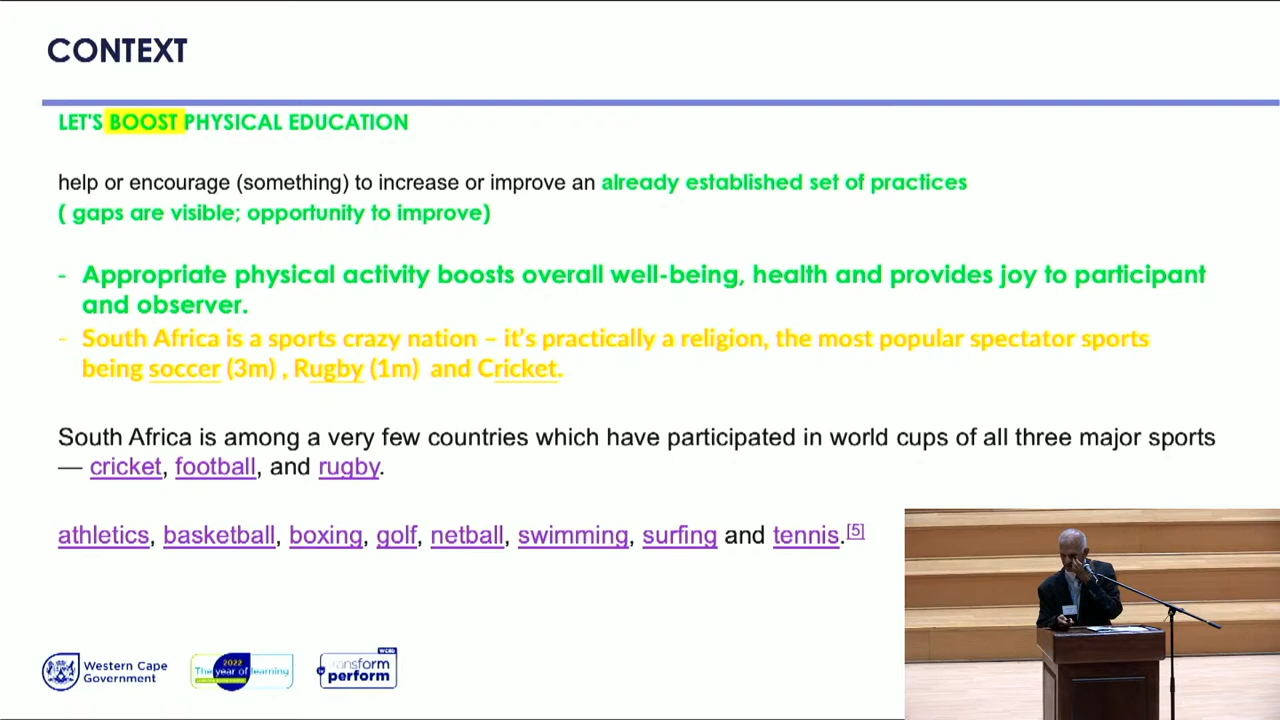 CONTEXT
LET'S BOOST PHYSICAL EDUCATION
help or encourage (something) to increase or improve an already established set of practices
( gaps are visible; opportunity to improve)
- Appropriate physical activity boosts overall well-being, health and provides joy to participant
and observer.
- South Africa is a sports crazy nation – it's practically a religion, the most popular spectator sports
being soccer (3m) , Rugby (1m) and Cricket.
South Africa is among a very few countries which have participated in world cups of all three major sports
— cricket, football, and rugby.
athletics, basketball, boxing, golf, netball, swimming, surfing and tennis.[5]
Western Cape
Government
2022
The year of learning
WCED
transform
to perform